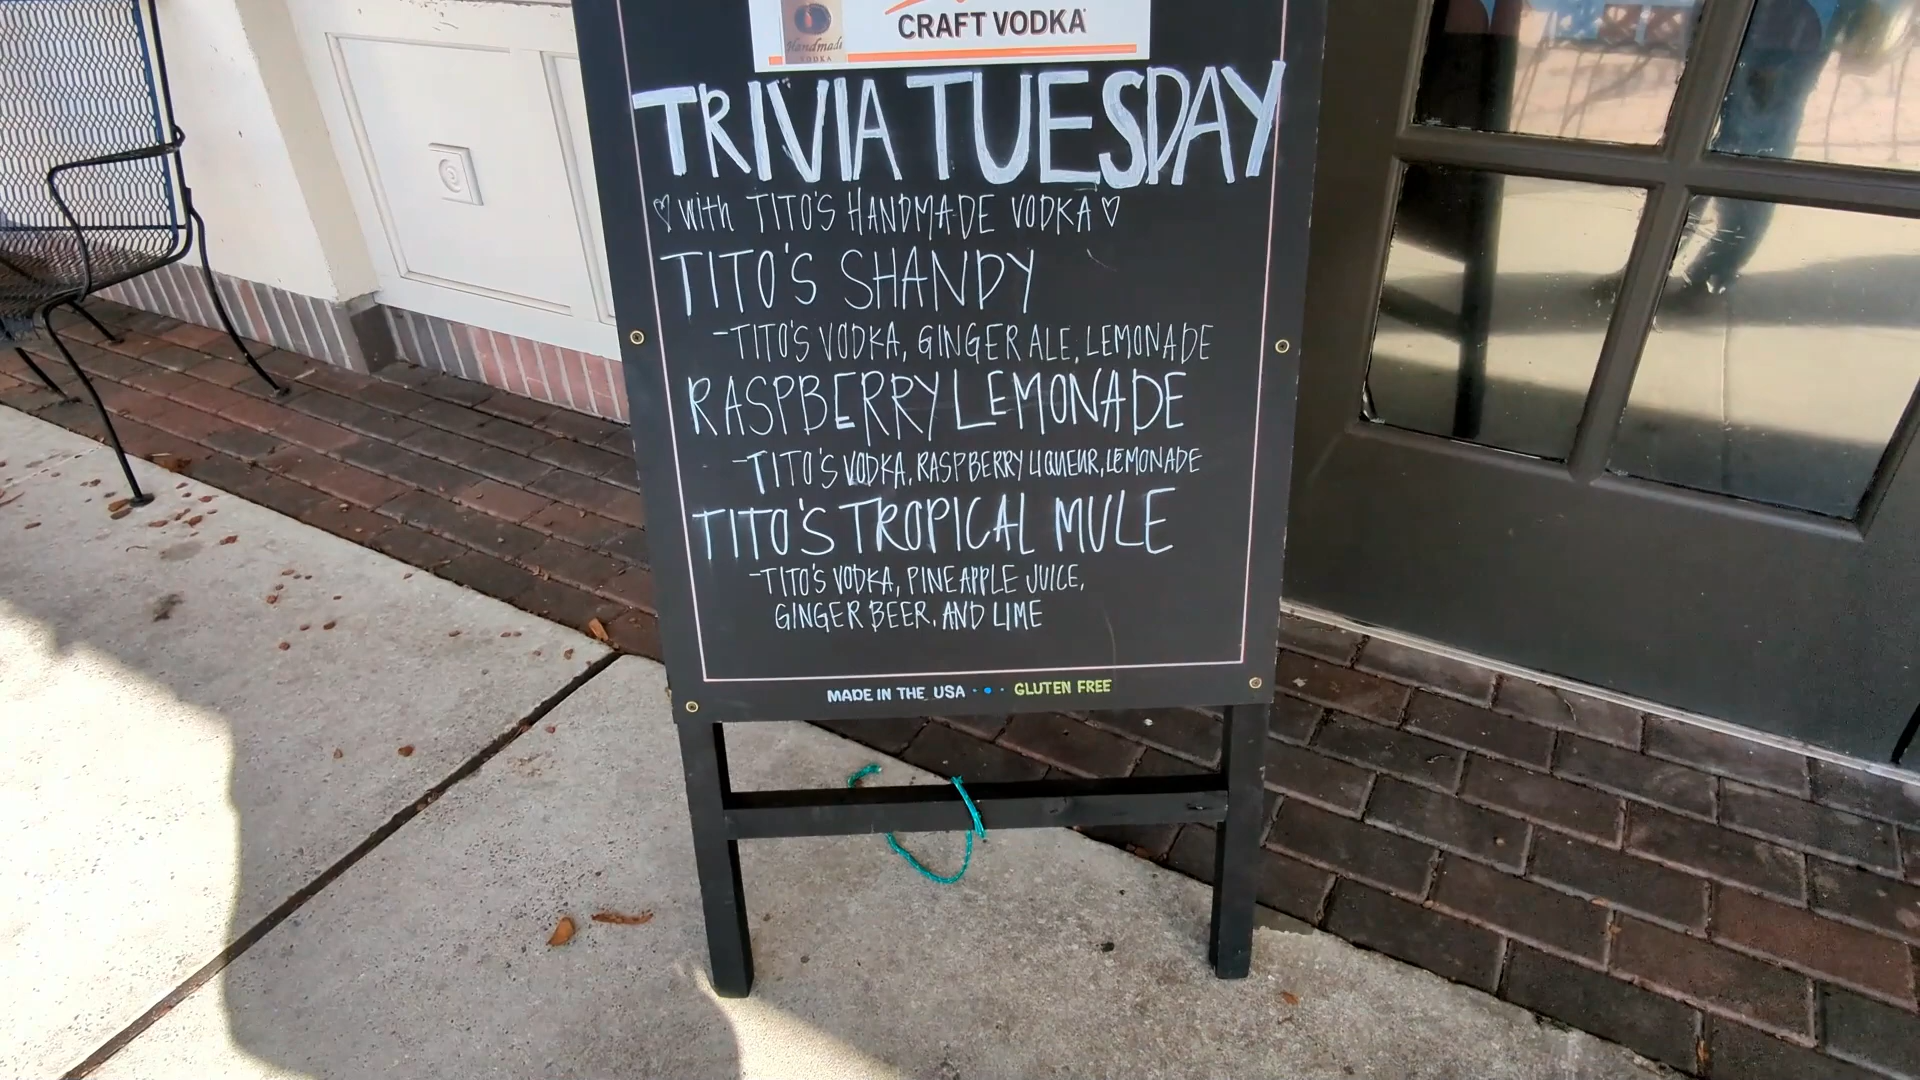 CRAFT VODKA
Handmade
VODKA
TRIVIA TUESDAY
♡ with TITO'S HANDMADE VODKA ♡
TITO'S SHANDY
-TITO'S VODKA, GINGER ALE, LEMONADE
RASPBERRY LEMONADE
-TITO'S VODKA, RASPBERRY LIQUEUR, LEMONADE
TITO'S TROPICAL MULE
-TITO'S VODKA, PINEAPPLE JUICE,
GINGER BEER, AND LIME
MADE IN THE USA · • · GLUTEN FREE